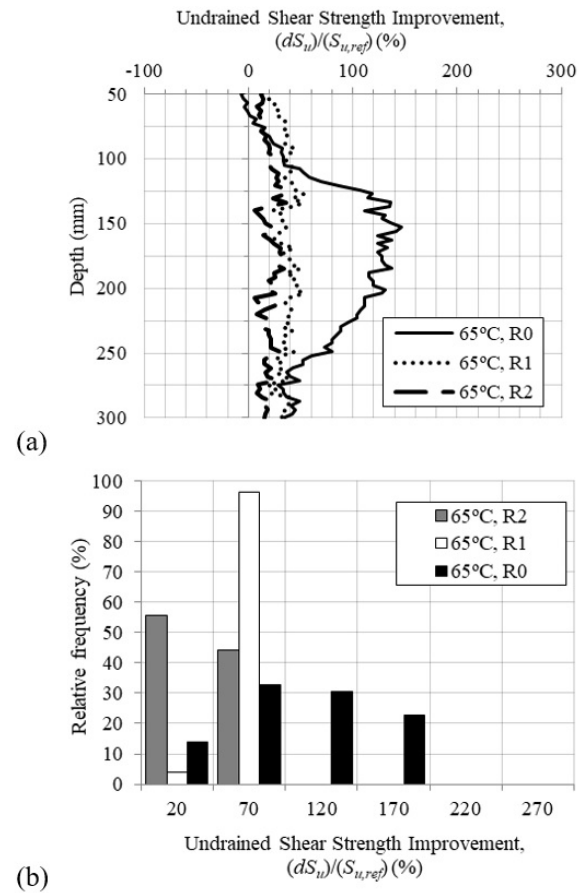 Undrained Shear Strength Improvement,
(dSu)/(Su,ref) (%)
-100 0 100 200 300
50
100
150
200
250
300
Depth (mm)
65°C, R0
65°C, R1
65°C, R2
(a)
100
90
80
70
60
50
40
30
20
10
0
Relative frequency (%)
65°C, R2
65°C, R1
65°C, R0
20 70 120 170 220 270
Undrained Shear Strength Improvement,
(dSu)/(Su,ref) (%)
(b)